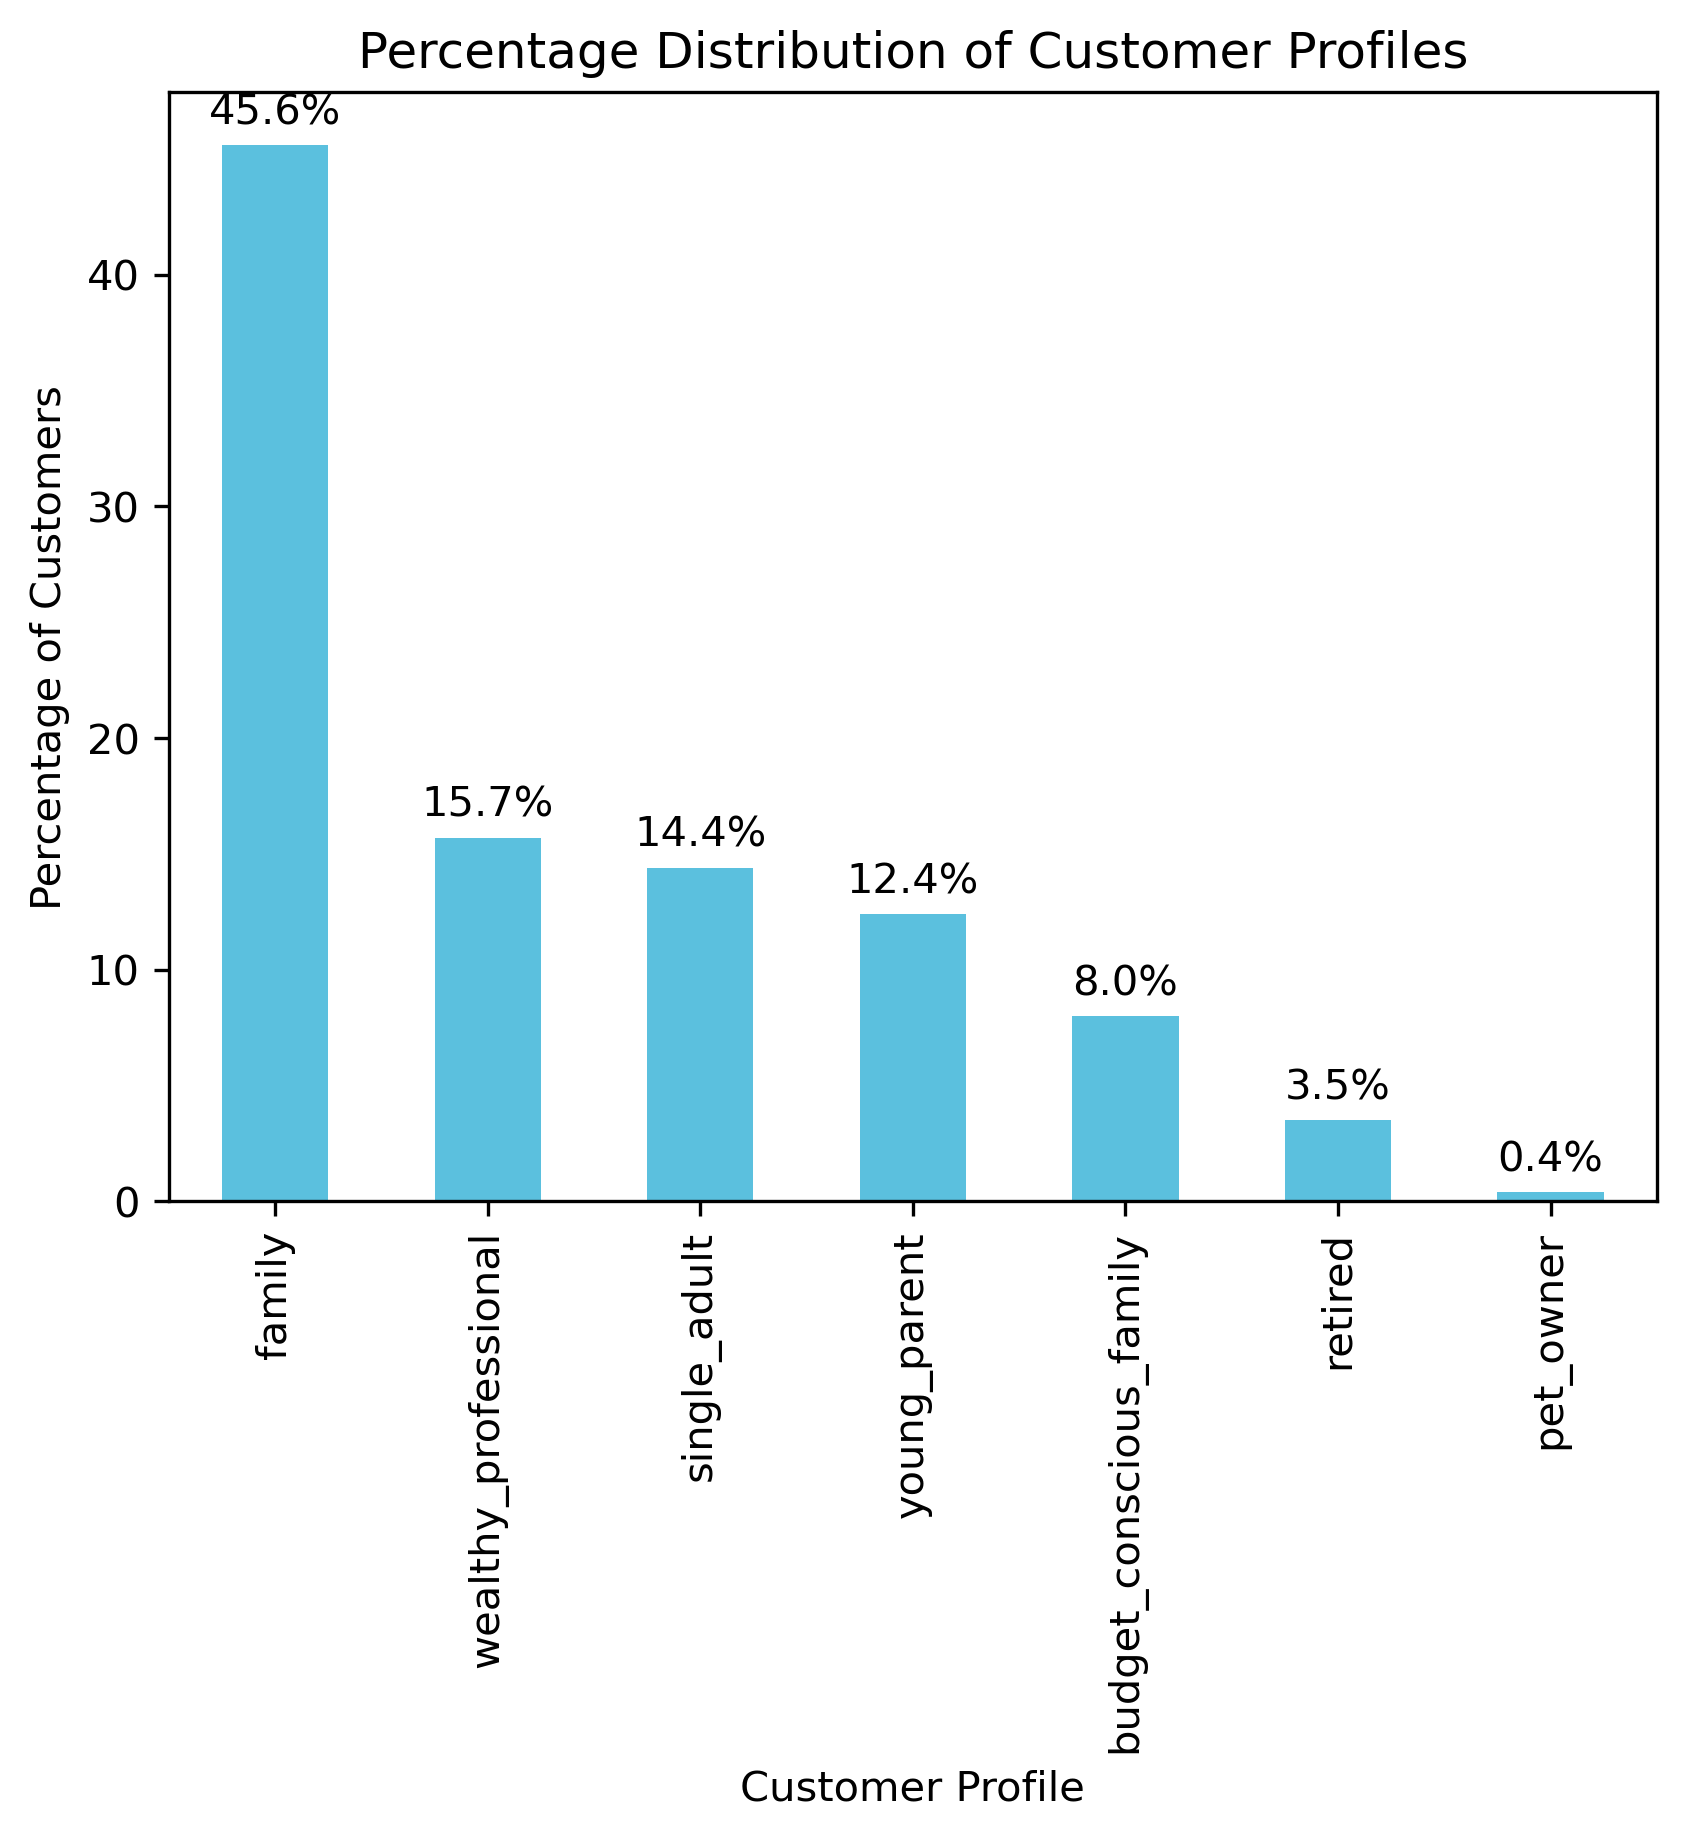 Percentage Distribution of Customer Profiles
45.6%
15.7%
14.4%
12.4%
8.0%
3.5%
0.4%
Percentage of Customers
40
30
20
10
0
family
wealthy_professional
single_adult
young_parent
budget_conscious_family
retired
pet_owner
Customer Profile